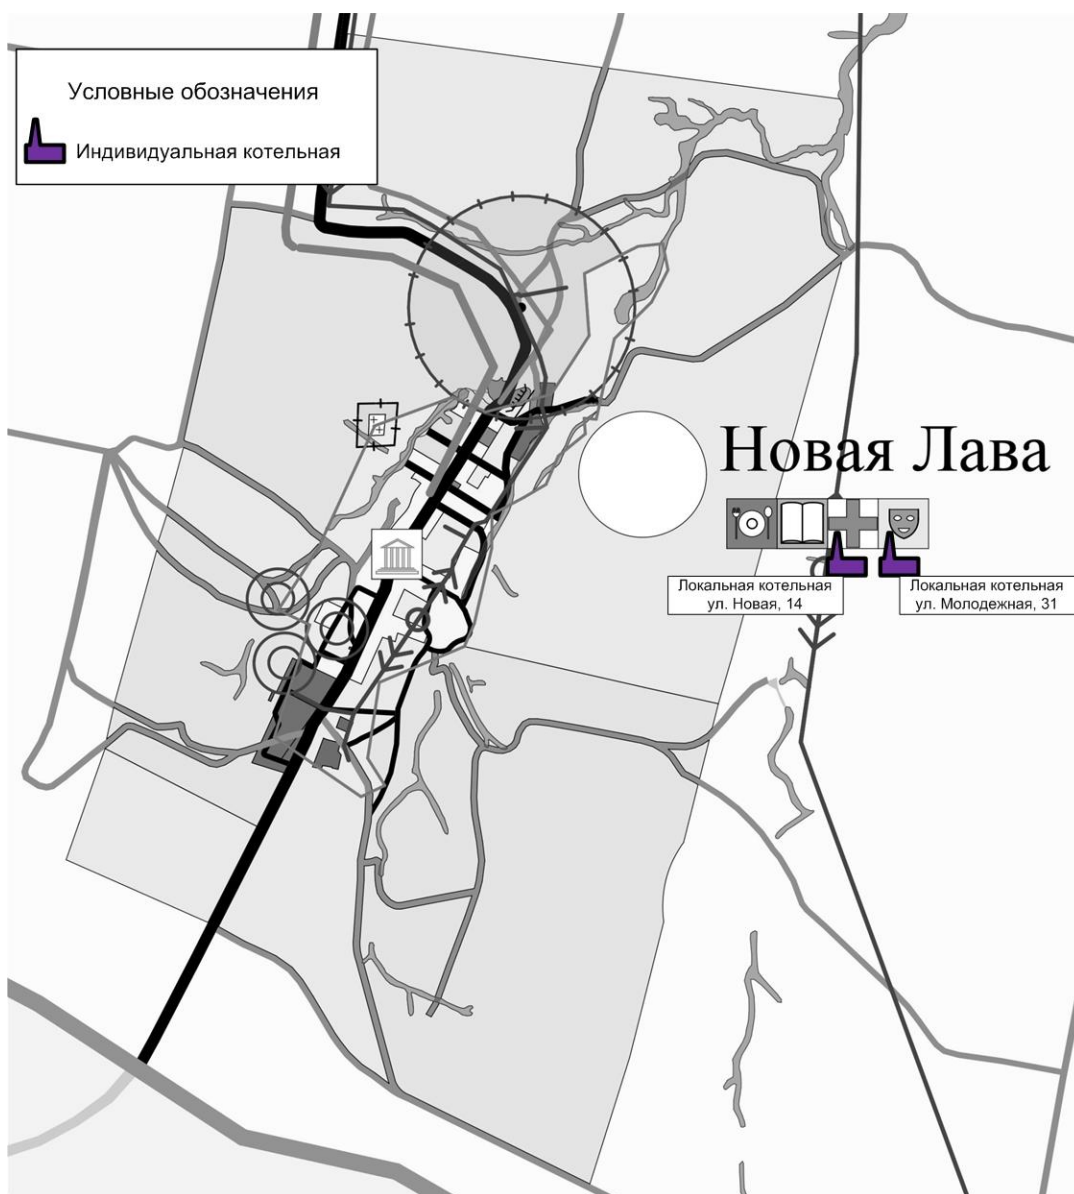 Условные обозначения
Индивидуальная котельная
Новая Лава
Локальная котельная
ул. Новая, 14
Локальная котельная
ул. Молодежная, 31